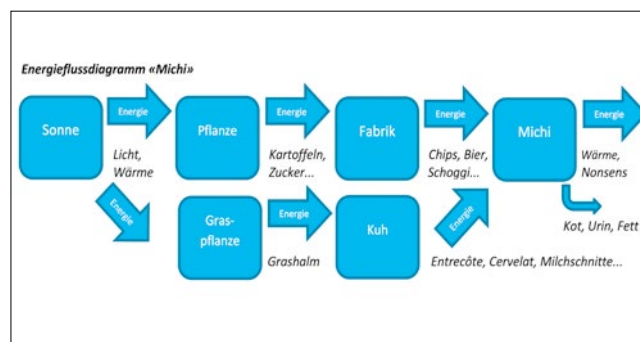 Energieflussdiagramm «Michi»
Sonne
Energie
Pflanze
Energie
Fabrik
Energie
Michi
Energie
Licht,
Wärme
Kartoffeln,
Zucker...
Chips, Bier,
Schoggi...
Wärme,
Nonsens
Energie
Gras-
pflanze
Energie
Kuh
Energie
Kot, Urin, Fett
Grashalm
Entrecôte, Cervelat, Milchschnitte...